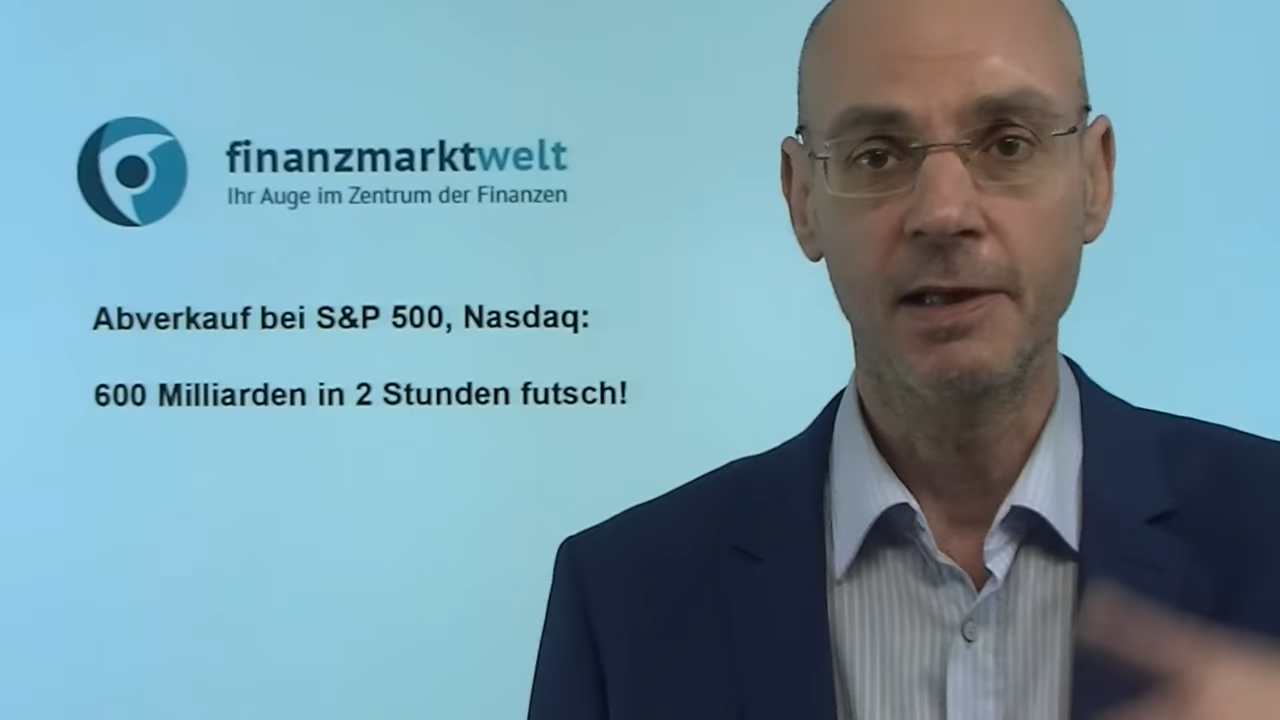 finanzmarktwelt
Ihr Auge im Zentrum der Finanzen
Abverkauf bei S&P 500, Nasdaq:
600 Milliarden in 2 Stunden futsch!